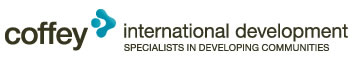 coffey international development
SPECIALISTS IN DEVELOPING COMMUNITIES